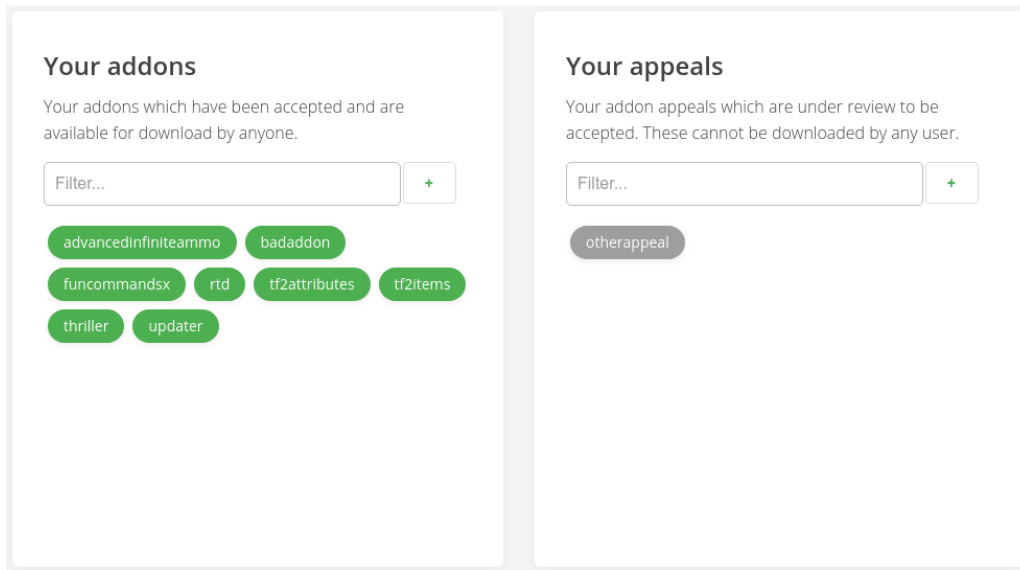 Your addons
Your addons which have been accepted and are
available for download by anyone.
Filter...
+
advancedinfiniteammo
badaddon
funcommandsx
rtd
tf2attributes
tf2items
thriller
updater
Your appeals
Your addon appeals which are under review to be
accepted. These cannot be downloaded by any user.
Filter...
+
otherappeal